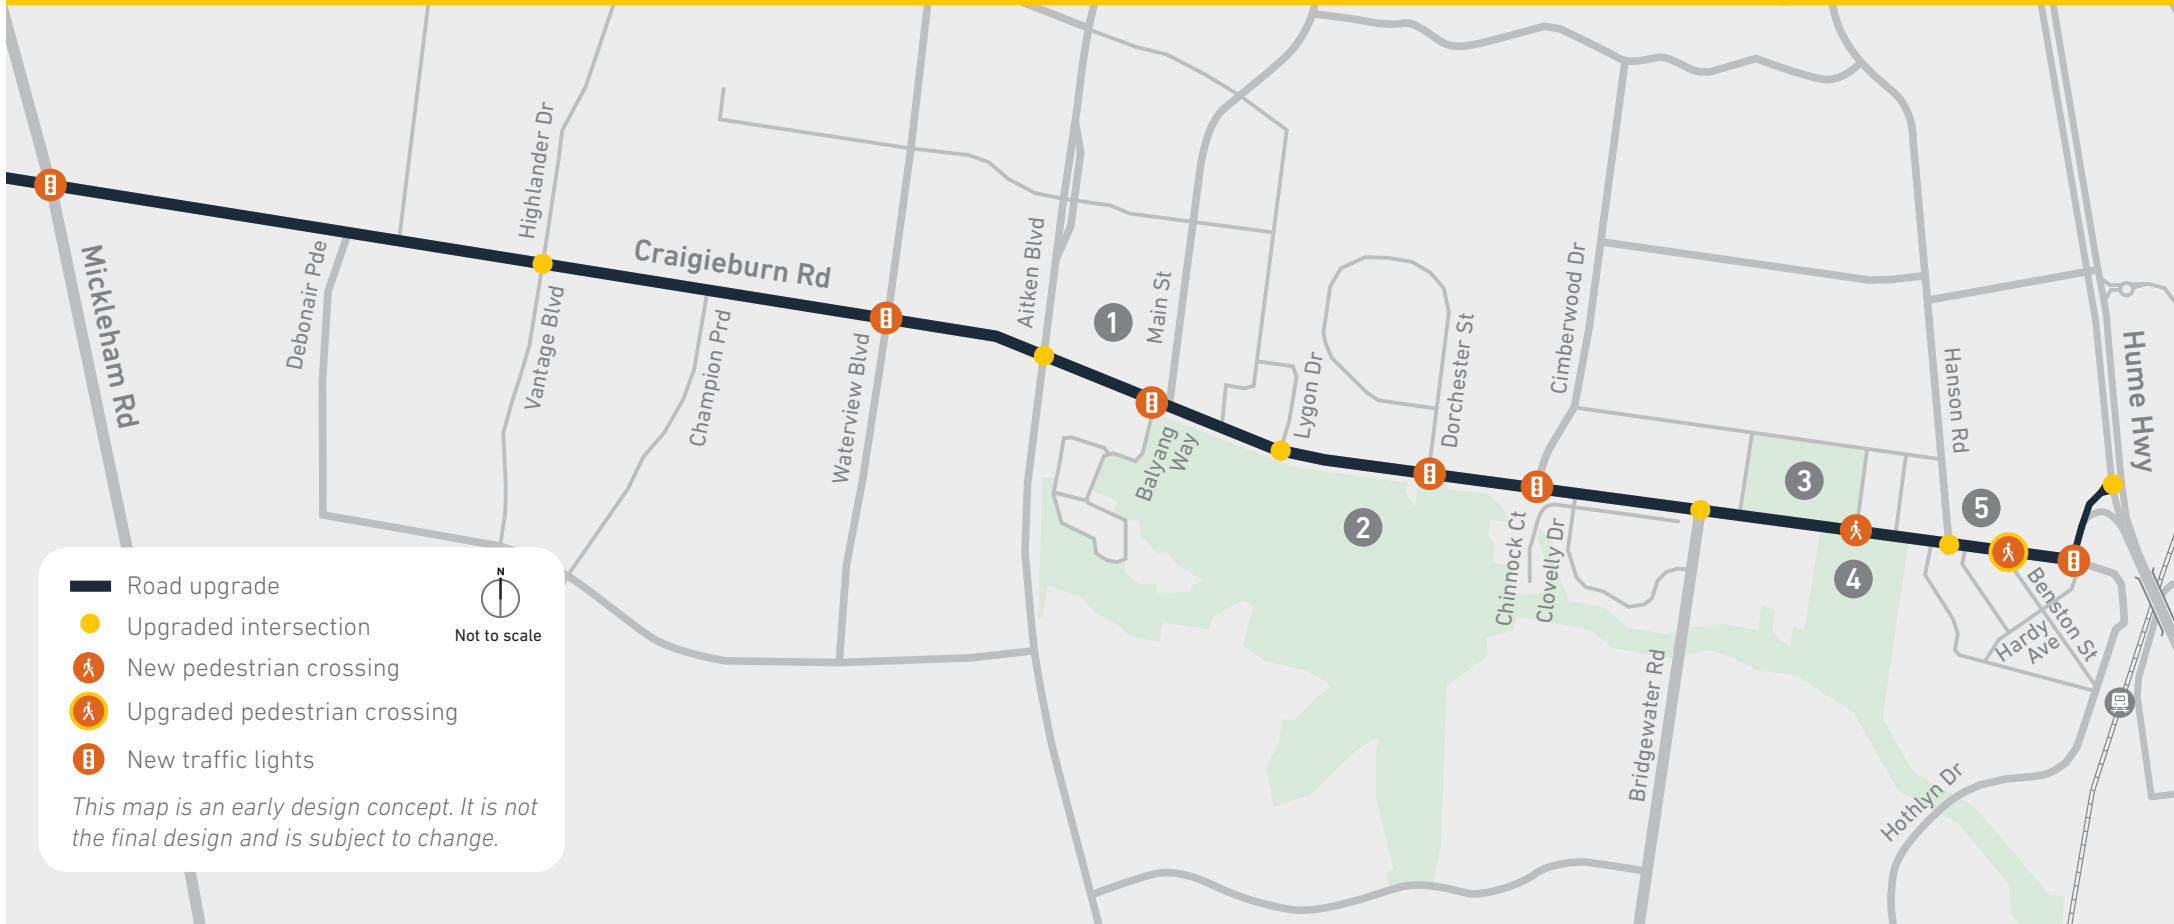 Highlander Dr
Craigieburn Rd
Mickleham Rd
Debonair Pde
Vantage Blvd
Champion Prd
Waterview Blvd
Aitken Blvd
1
Main St
Balyang
Way
Lygon Dr
Dorchester St
Cimberwood Dr
2
Chinnock Ct
Clovelly Dr
Bridgewater Rd
3
4
Hanson Rd
5
Hume Hwy
Benston St
Hardy
Ave
Hothlyn Dr
Road upgrade
Upgraded intersection
New pedestrian crossing
Upgraded pedestrian crossing
New traffic lights
N
Not to scale
This map is an early design concept. It is not
the final design and is subject to change.